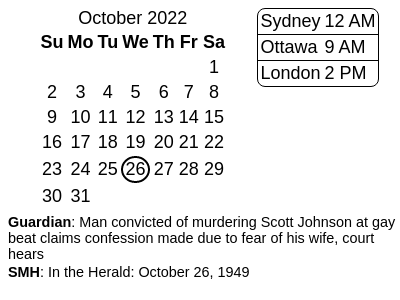 October 2022
Su Mo Tu We Th Fr Sa
1
2 3 4 5 6 7 8
9 10 11 12 13 14 15
16 17 18 19 20 21 22
23 24 25 26 27 28 29
30 31
Sydney 12 AM
Ottawa 9 AM
London 2 PM
Guardian: Man convicted of murdering Scott Johnson at gay
beat claims confession made due to fear of his wife, court
hears
SMH: In the Herald: October 26, 1949